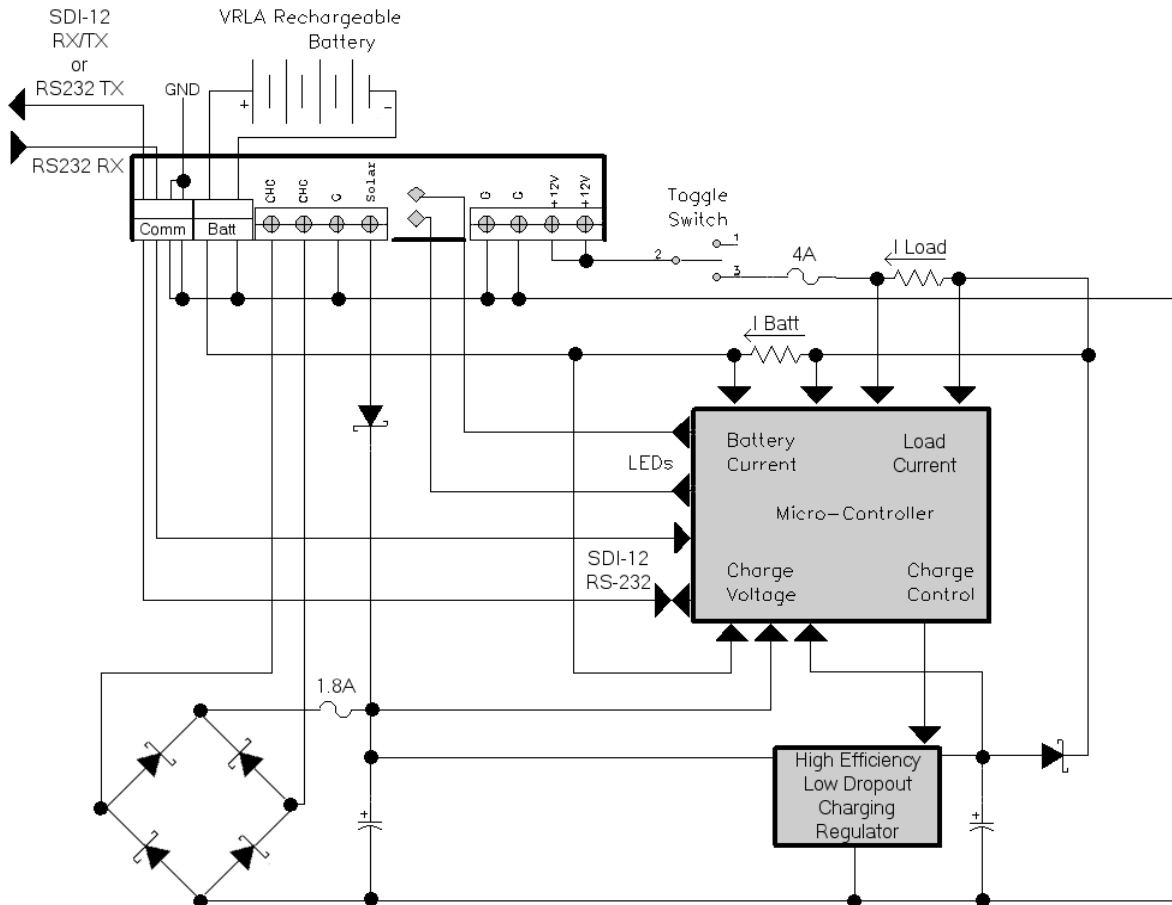 SDI-12
RX/TX
or
RS232 TX
VRLA Rechargeable
Battery
GND
+
-
RS232 RX
CHC
CHC
G
Solar
G
G
+12V
+12V
Comm
Batt
Toggle
Switch
1
2
3
4A
I Load
I Batt
Battery
Current
Load
Current
LEDs
Micro-Controller
SDI-12
RS-232
Charge
Voltage
Charge
Control
1.8A
High Efficiency
Low Dropout
Charging
Regulator
+
+